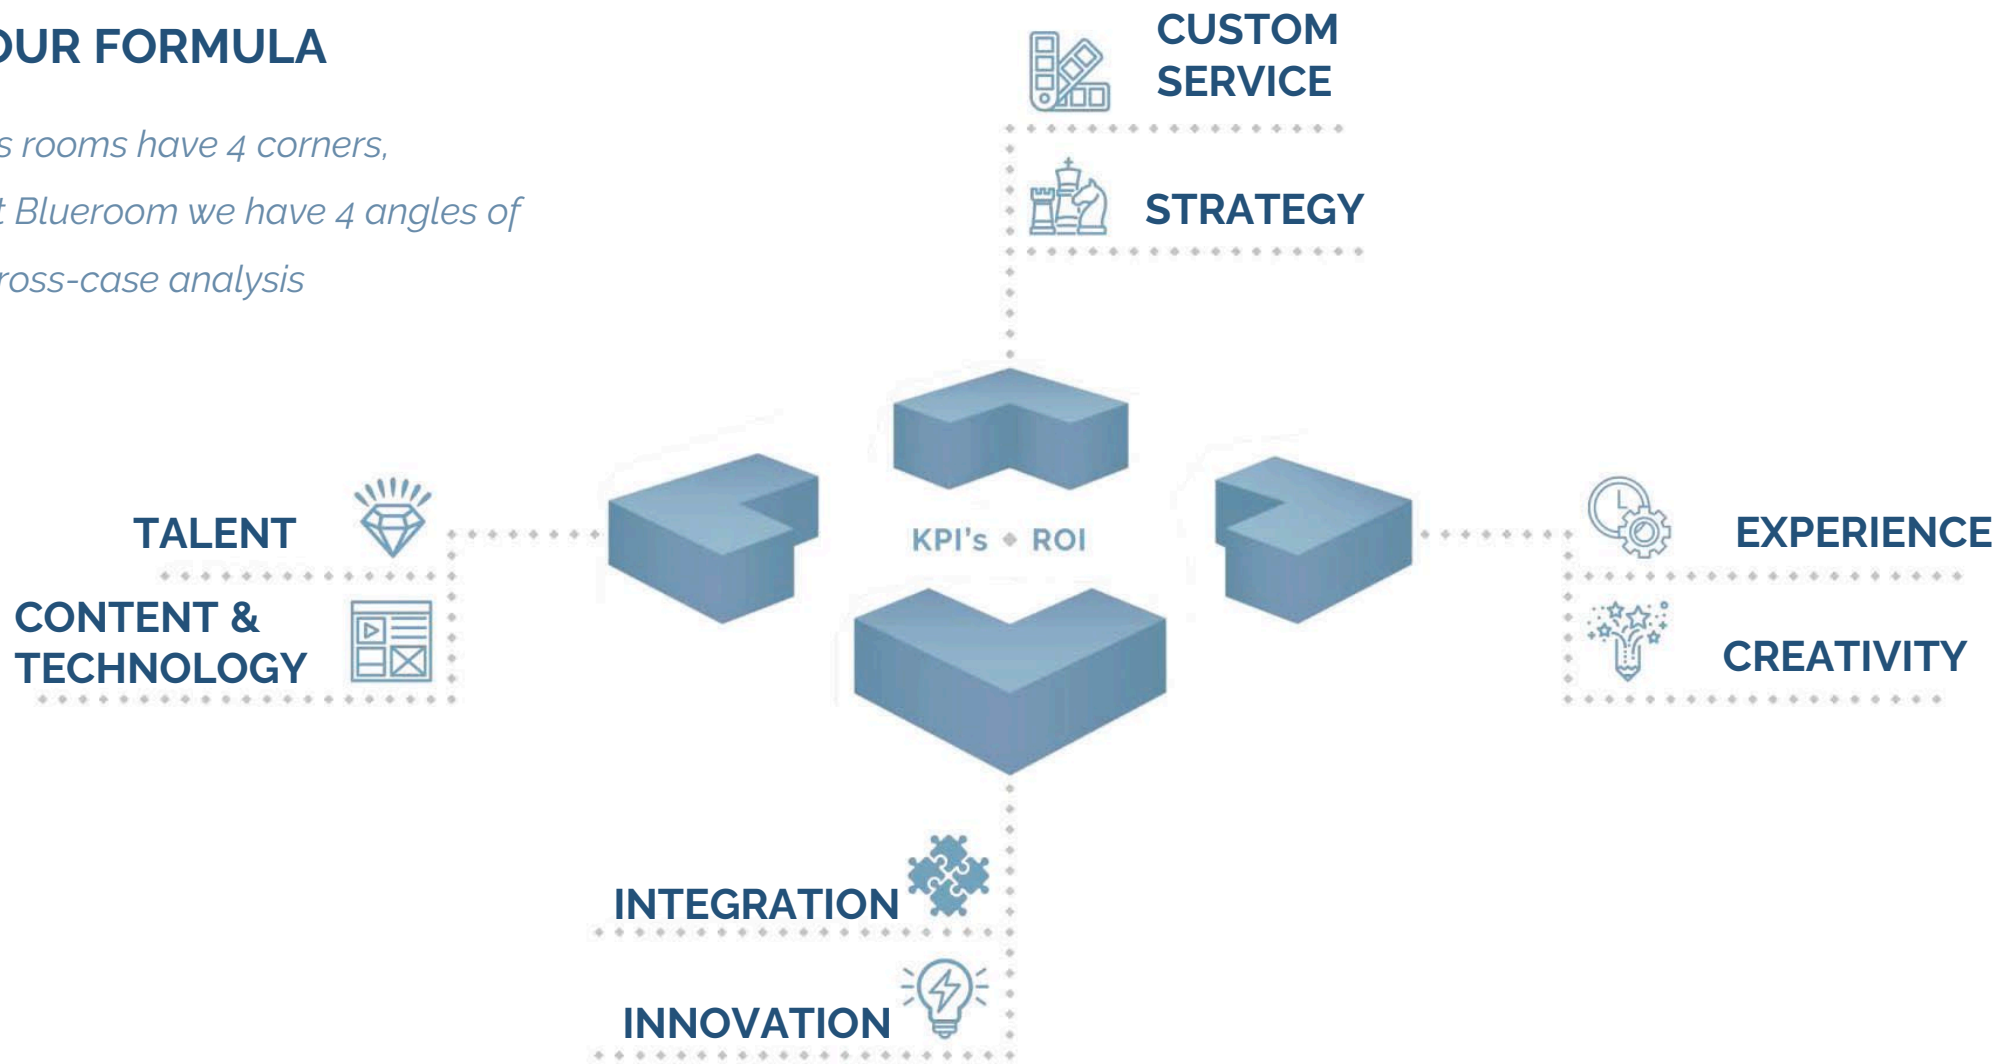 OUR FORMULA
s rooms have 4 corners,
t Blueroom we have 4 angles of
ross-case analysis
CUSTOM
SERVICE
STRATEGY
TALENT
CONTENT &
TECHNOLOGY
KPI's ◆ ROI
EXPERIENCE
CREATIVITY
INTEGRATION
INNOVATION